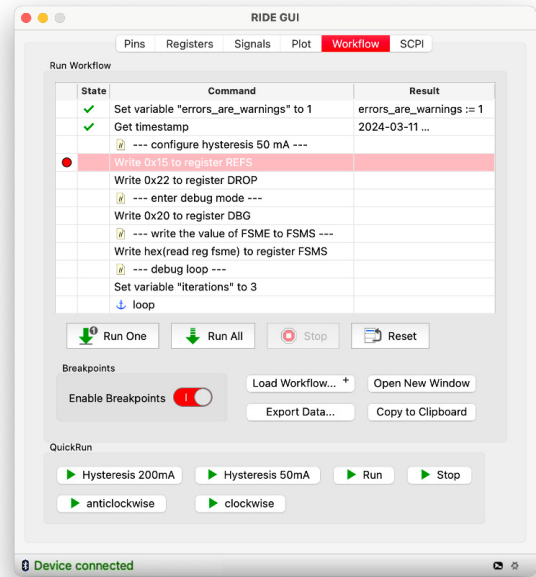 RIDE GUI
Pins Registers Signals Plot Workflow SCPI
Run Workflow
State Command Result
Set variable "errors_are_warnings" to 1 errors_are_warnings := 1
Get timestamp 2024-03-11 ...
--- configure hysteresis 50 mA ---
Write 0x15 to register REFS
Write 0x22 to register DROP
--- enter debug mode ---
Write 0x20 to register DBG
--- write the value of FSME to FSMS ---
Write hex(read reg fsme) to register FSMS
--- debug loop ---
Set variable "iterations" to 3
loop
Run One Run All Stop Reset
Breakpoints
Enable Breakpoints
Load Workflow... + Open New Window
Export Data... Copy to Clipboard
QuickRun
Hysteresis 200mA Hysteresis 50mA Run Stop
anticlockwise clockwise
Device connected